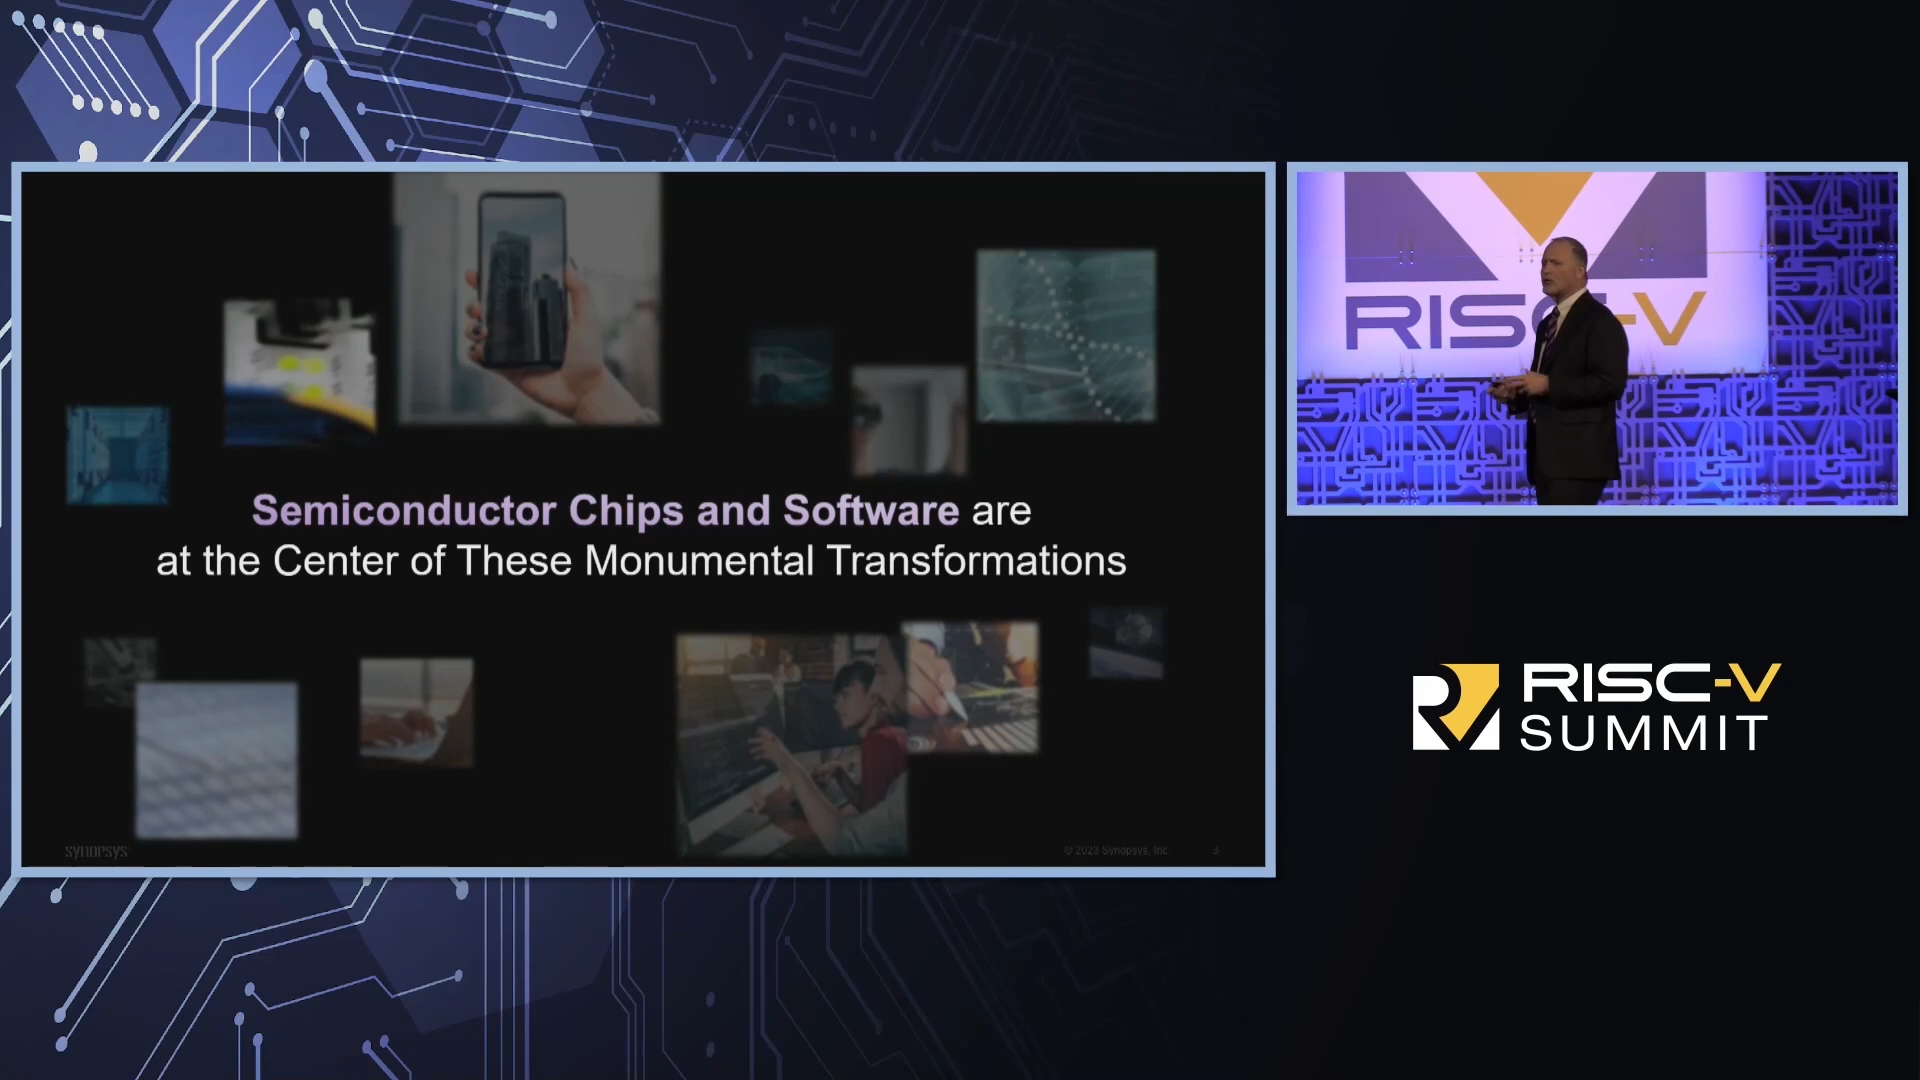 Semiconductor Chips and Software are
at the Center of These Monumental Transformations
SYNOPSYS
© 2023 Synopsys, Inc.
RISC-V
RISC-V
SUMMIT